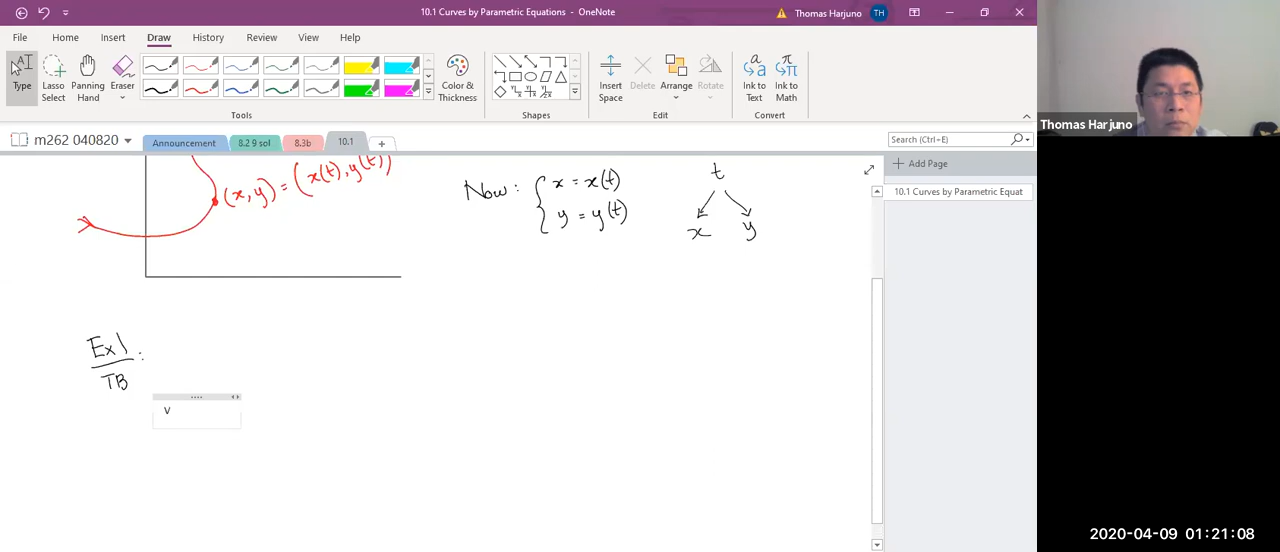 10.1 Curves by Parametric Equations - OneNote
Thomas Harjuno
TH
File
Home
Insert
Draw
History
Review
View
Help
Type
Lasso Select
Panning Hand
Eraser
Color & Thickness
Insert Space
Delete
Arrange
Rotate
Ink to Text
Ink to Math
Tools
Shapes
Edit
Convert
m262 040820
Announcement
8.2 9 sol
8.3b
10.1
Search (Ctrl+E)
Add Page
10.1 Curves by Parametric Equat
(x, y) = (x(t), y(t))
Now: { x = x(t)
y = y(t)
t
x y
Ex 1:
TB
v
Thomas Harjuno
2020-04-09 01:21:08